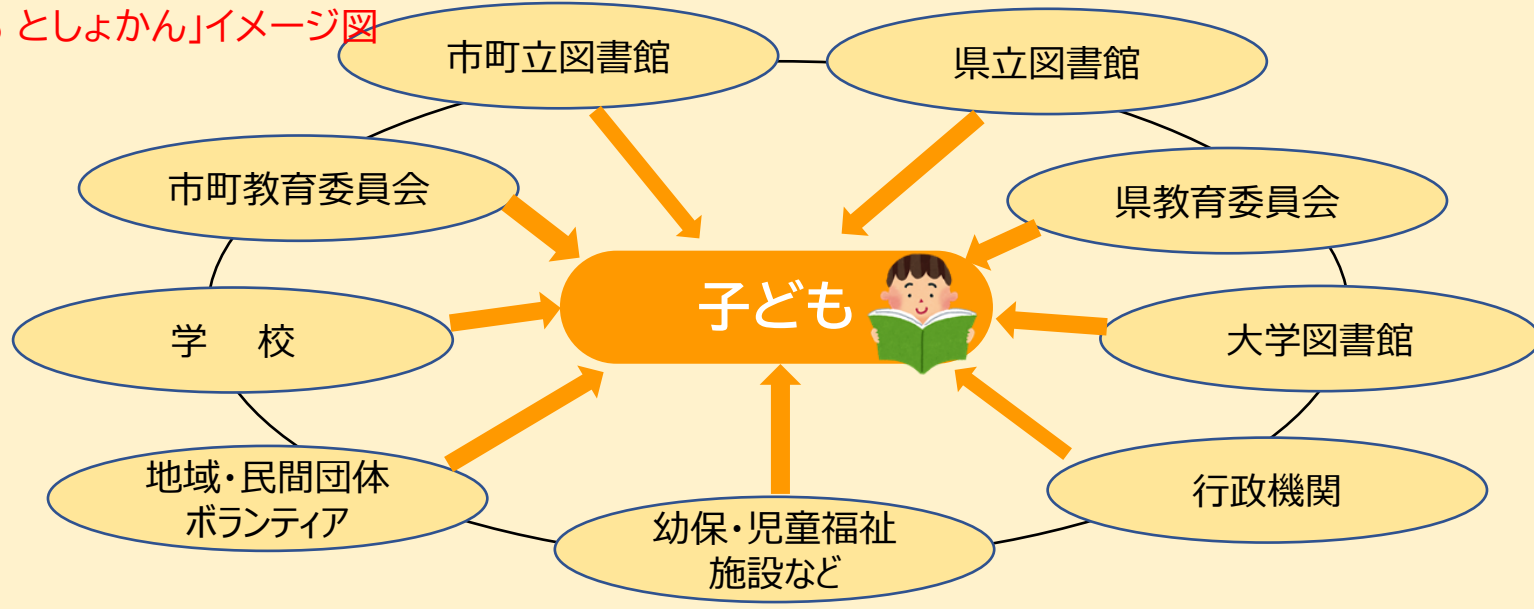 としょかん」イメージ図
市町立図書館
県立図書館
市町教育委員会
県教育委員会
子ども
学　校
大学図書館
地域・民間団体
ボランティア
行政機関
幼保・児童福祉
施設など